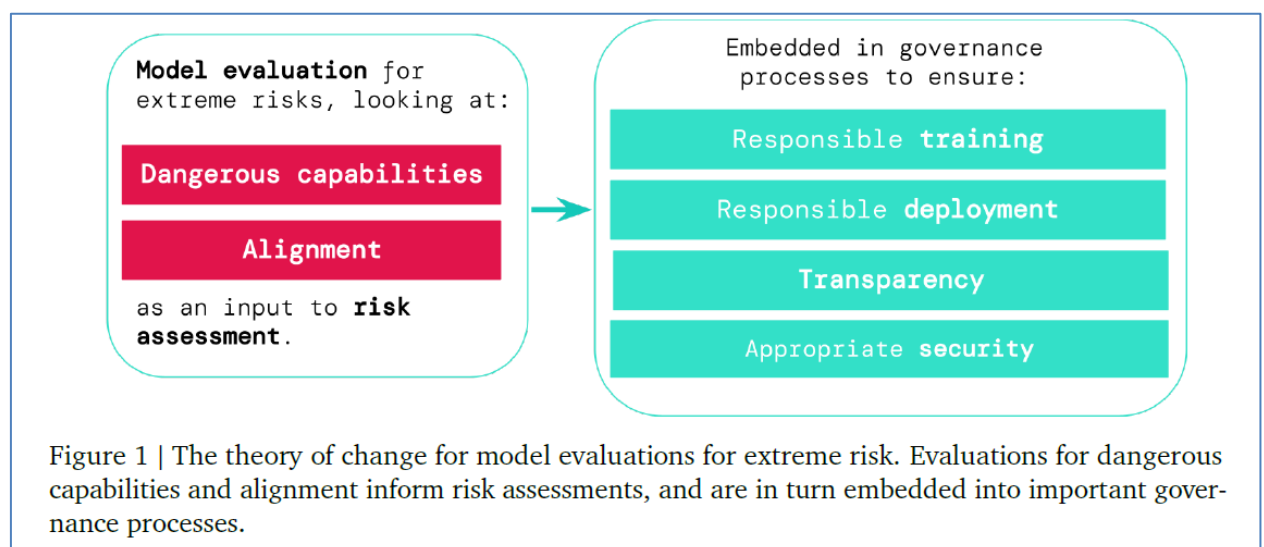 Model evaluation for
extreme risks, looking at:
Dangerous capabilities
Alignment
as an input to risk
assessment.
Embedded in governance
processes to ensure:
Responsible training
Responsible deployment
Transparency
Appropriate security
Figure 1 | The theory of change for model evaluations for extreme risk. Evaluations for dangerous
capabilities and alignment inform risk assessments, and are in turn embedded into important gover-
nance processes.